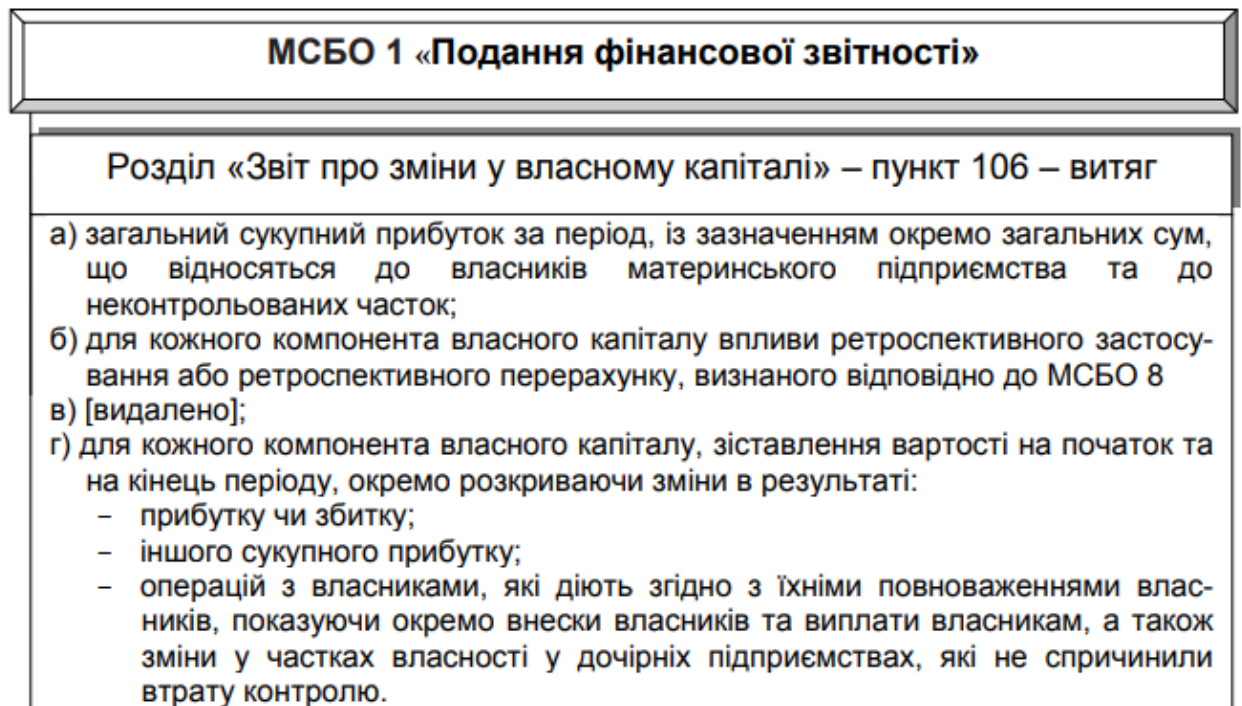 МСБО 1 «Подання фінансової звітності»
Розділ «Звіт про зміни у власному капіталі» – пункт 106 – витяг
а) загальний сукупний прибуток за період, із зазначенням окремо загальних сум,
що відносяться до власників материнського підприємства та до
неконтрольованих часток;
б) для кожного компонента власного капіталу впливи ретроспективного застосу-
вання або ретроспективного перерахунку, визнаного відповідно до МСБО 8
в) [видалено];
г) для кожного компонента власного капіталу, зіставлення вартості на початок та
на кінець періоду, окремо розкриваючи зміни в результаті:
– прибутку чи збитку;
– іншого сукупного прибутку;
– операцій з власниками, які діють згідно з їхніми повноваженнями влас-
ників, показуючи окремо внески власників та виплати власникам, а також
зміни у частках власності у дочірніх підприємствах, які не спричинили
втрату контролю.